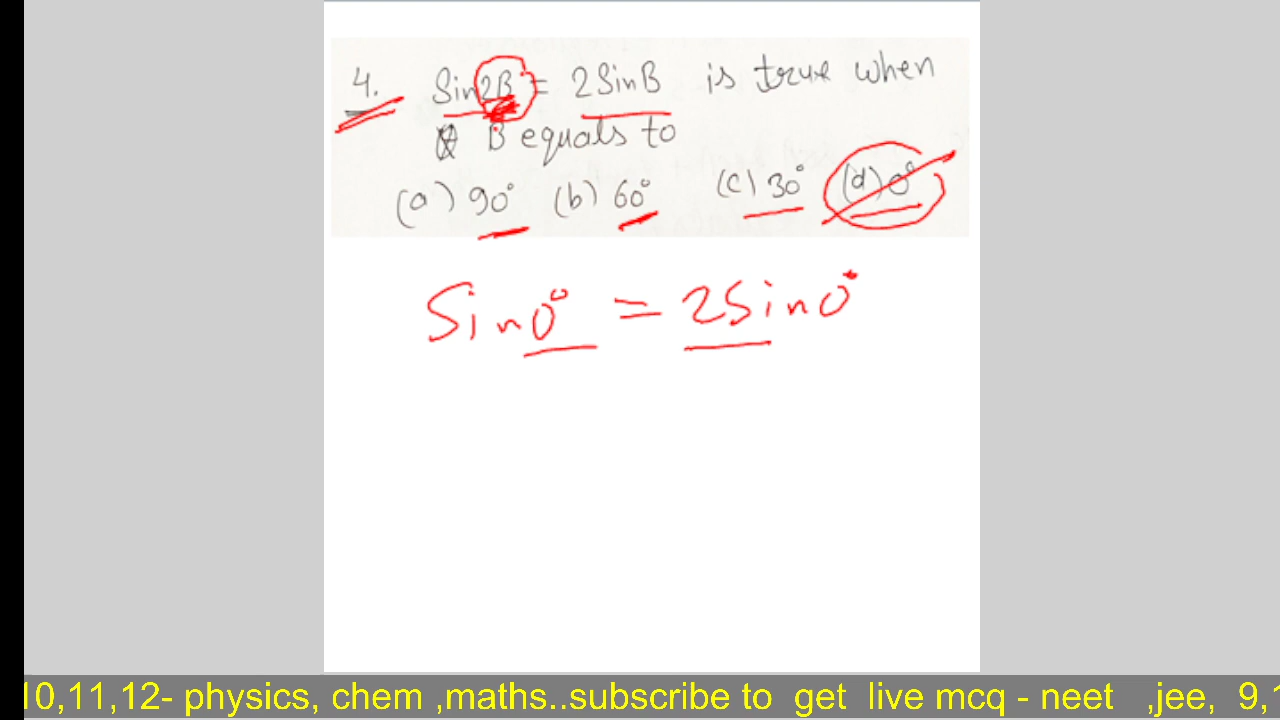 4. Sin2B = 2SinB is true when
B equals to
(a) 90° (b) 60° (c) 30° (d) 0°
Sin0° = 2Sin0°
10,11,12- physics, chem ,maths..subscribe to get live mcq - neet ,jee, 9,1